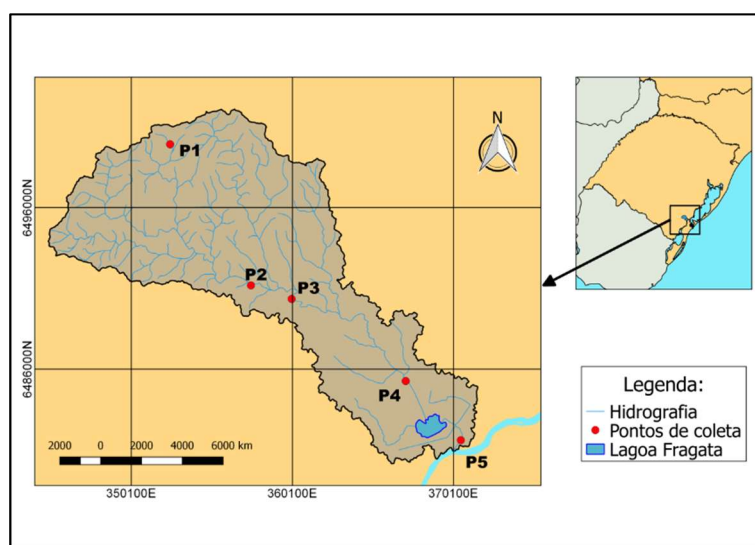 N
P1
6496000N
P2
P3
6486000N
P4
P5
2000 0 2000 4000 6000 km
350100E 360100E 370100E
Legenda:
Hidrografia
Pontos de coleta
Lagoa Fragata